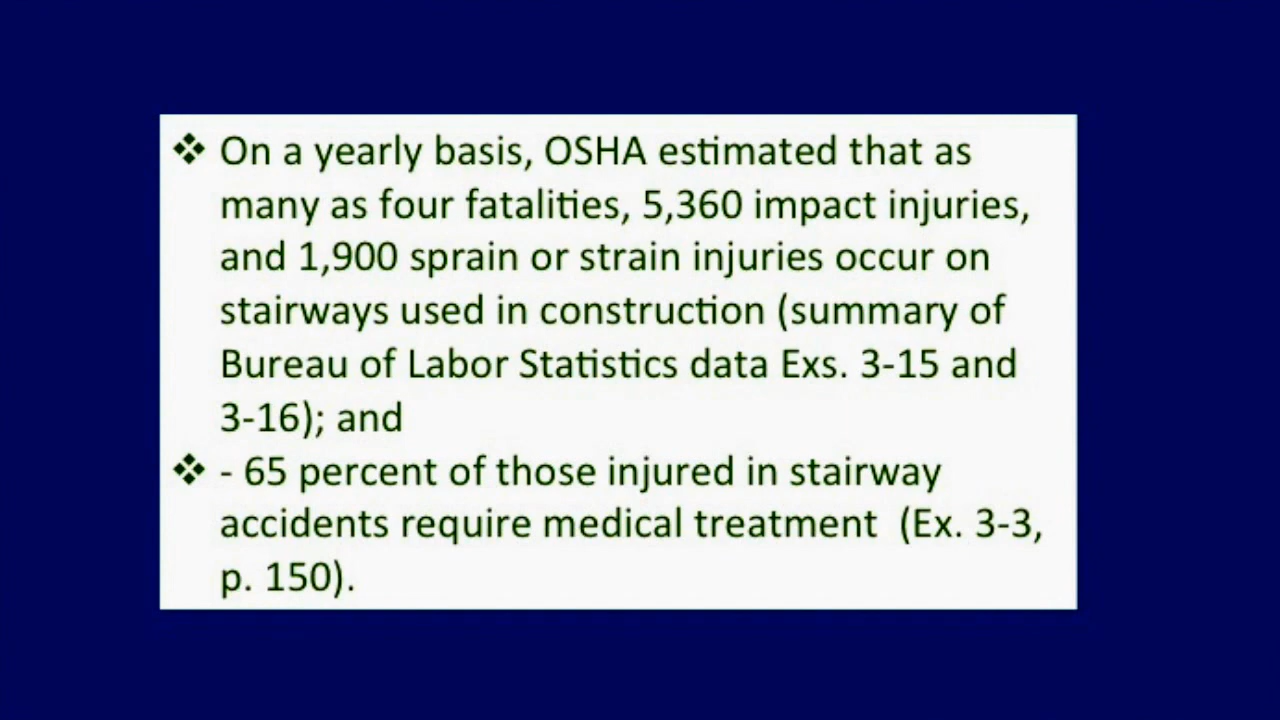 ❖ On a yearly basis, OSHA estimated that as
many as four fatalities, 5,360 impact injuries,
and 1,900 sprain or strain injuries occur on
stairways used in construction (summary of
Bureau of Labor Statistics data Exs. 3-15 and
3-16); and
❖ - 65 percent of those injured in stairway
accidents require medical treatment  (Ex. 3-3,
p. 150).